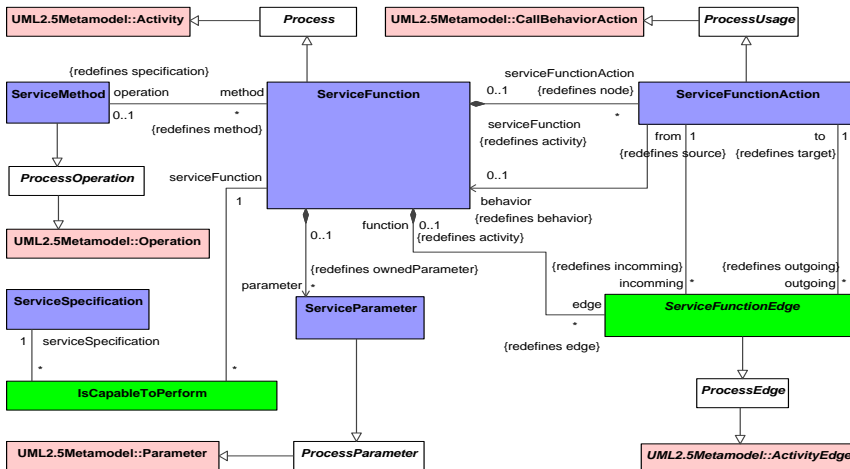 UML2.5Metamodel::Activity
Process
UML2.5Metamodel::CallBehaviorAction
ProcessUsage
{redefines specification}
operation
method
0..1
*
{redefines method}
ServiceMethod
ServiceFunction
serviceFunctionAction
0..1
{redefines node}
*
ServiceFunctionAction
serviceFunction
{redefines activity}
from
1
{redefines source}
to
1
{redefines target}
ProcessOperation
serviceFunction
1
0..1
behavior
{redefines behavior}
UML2.5Metamodel::Operation
0..1
function
0..1
{redefines activity}
{redefines ownedParameter}
parameter
*
{redefines incomming}
incomming
*
{redefines outgoing}
outgoing
*
ServiceSpecification
ServiceParameter
edge
*
{redefines edge}
ServiceFunctionEdge
1
serviceSpecification
*
*
IsCapableToPerform
ProcessEdge
UML2.5Metamodel::Parameter
ProcessParameter
UML2.5Metamodel::ActivityEdge